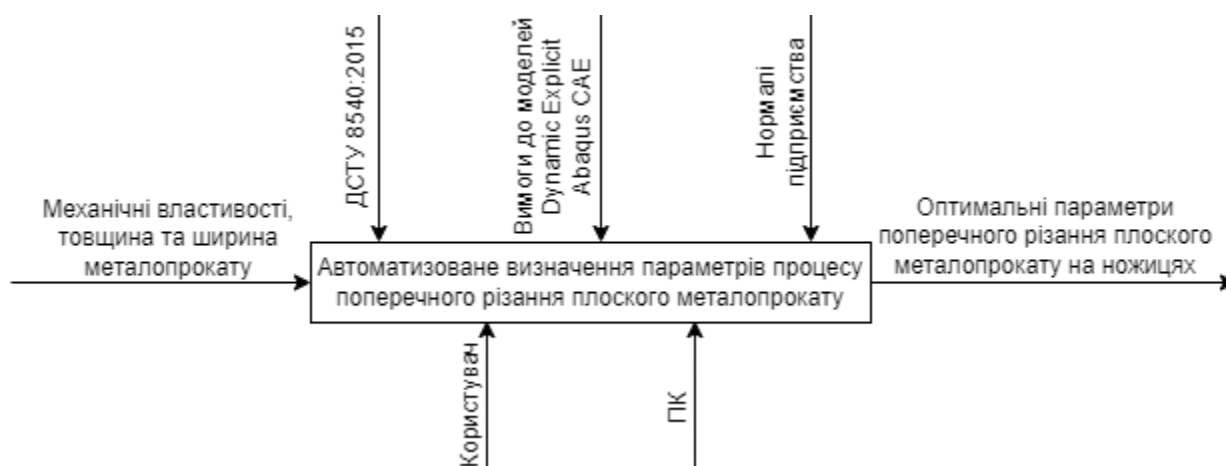 ДСТУ 8540:2015
Вимоги до моделей
Dynamic Explicit
Abaqus CAE
Нормалі
підприємства
Механічні властивості,
товщина та ширина
металопрокату
Автоматизоване визначення параметрів процесу
поперечного різання плоского металопрокату
Оптимальні параметри
поперечного різання плоского
металопрокату на ножицях
Користувач
ПК